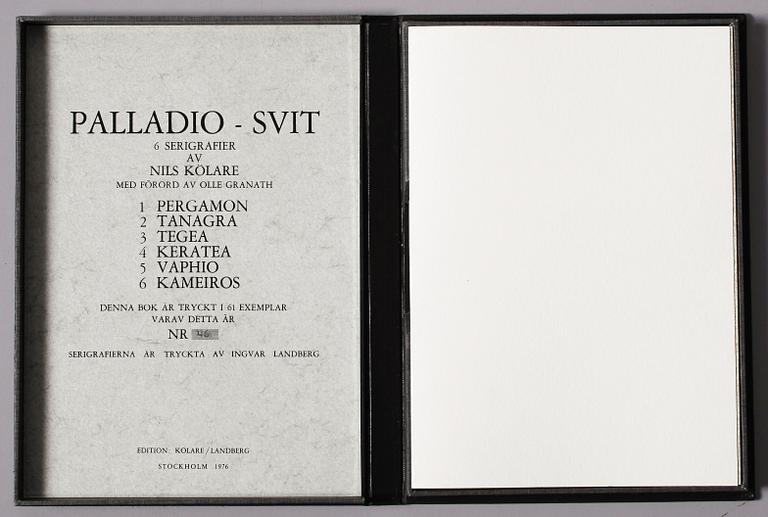 PALLADIO - SVIT
6 SERIGRAFIER
AV
NILS KÖLARE
MED FÖRORD AV OLLE GRANATH
1 PERGAMON
2 TANAGRA
3 TEGEA
4 KERATEA
5 VAPHIO
6 KAMEIROS
DENNA BOK ÄR TRYCKT I 61 EXEMPLAR
VARAV DETTA ÄR
NR 46
SERIGRAFIERNA ÄR TRYCKTA AV INGVAR LANDBERG
EDITION: KÖLARE/LANDBERG
STOCKHOLM 1976